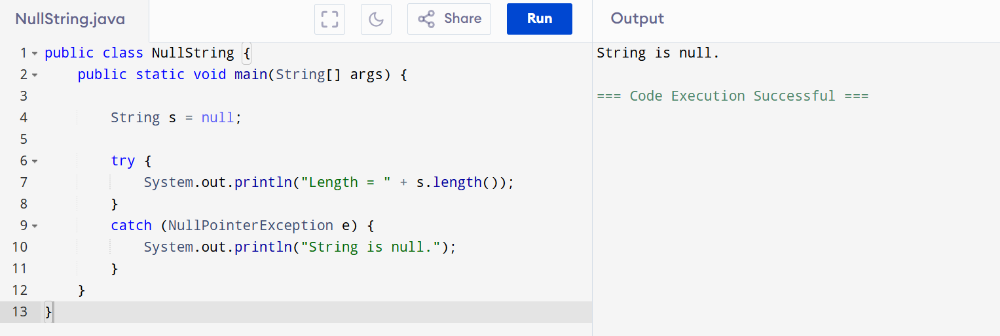 NullString.java
Share
Run
Output
1 public class NullString {
2     public static void main(String[] args) {
3
4         String s = null;
5
6         try {
7             System.out.println("Length = " + s.length());
8         }
9         catch (NullPointerException e) {
10             System.out.println("String is null.");
11         }
12     }
13 }
String is null.
=== Code Execution Successful ===